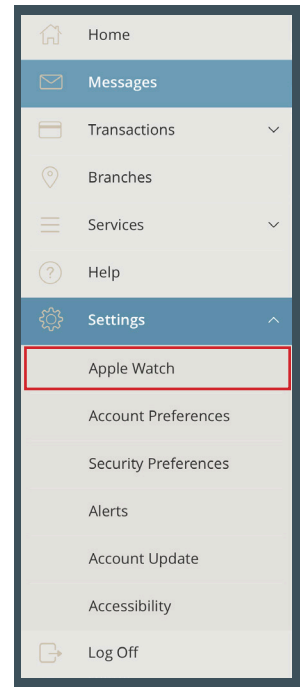 Home
Messages
Transactions
Branches
Services
Help
Settings
Apple Watch
Account Preferences
Security Preferences
Alerts
Account Update
Accessibility
Log Off